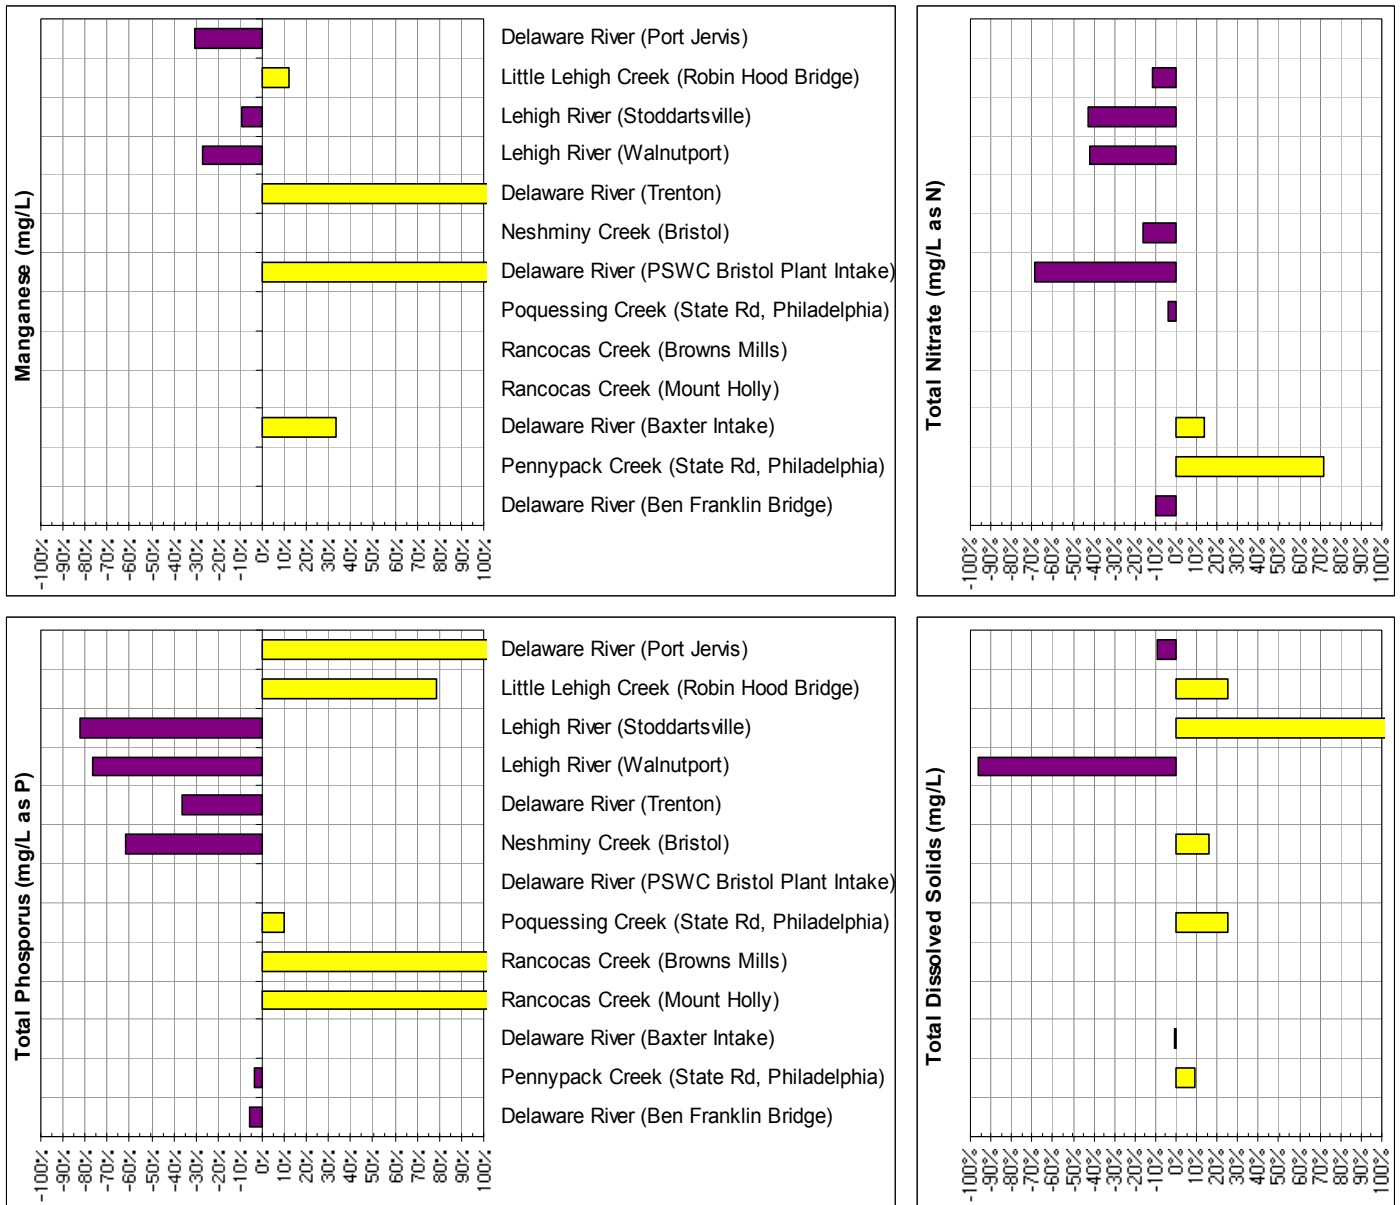 Manganese (mg/L)
Delaware River (Port Jervis)
Little Lehigh Creek (Robin Hood Bridge)
Lehigh River (Stoddartsville)
Lehigh River (Walnutport)
Delaware River (Trenton)
Neshminy Creek (Bristol)
Delaware River (PSWC Bristol Plant Intake)
Poquessing Creek (State Rd, Philadelphia)
Rancocas Creek (Browns Mills)
Rancocas Creek (Mount Holly)
Delaware River (Baxter Intake)
Pennypack Creek (State Rd, Philadelphia)
Delaware River (Ben Franklin Bridge)
-100%
-90%
-80%
-70%
-60%
-50%
-40%
-30%
-20%
-10%
0%
10%
20%
30%
40%
50%
60%
70%
80%
90%
100%
Total Nitrate (mg/L as N)
-100%
-90%
-80%
-70%
-60%
-50%
-40%
-30%
-20%
-10%
0%
10%
20%
30%
40%
50%
60%
70%
80%
90%
100%
Total Phosporus (mg/L as P)
Delaware River (Port Jervis)
Little Lehigh Creek (Robin Hood Bridge)
Lehigh River (Stoddartsville)
Lehigh River (Walnutport)
Delaware River (Trenton)
Neshminy Creek (Bristol)
Delaware River (PSWC Bristol Plant Intake)
Poquessing Creek (State Rd, Philadelphia)
Rancocas Creek (Browns Mills)
Rancocas Creek (Mount Holly)
Delaware River (Baxter Intake)
Pennypack Creek (State Rd, Philadelphia)
Delaware River (Ben Franklin Bridge)
-100%
-90%
-80%
-70%
-60%
-50%
-40%
-30%
-20%
-10%
0%
10%
20%
30%
40%
50%
60%
70%
80%
90%
100%
Total Dissolved Solids (mg/L)
-100%
-90%
-80%
-70%
-60%
-50%
-40%
-30%
-20%
-10%
0%
10%
20%
30%
40%
50%
60%
70%
80%
90%
100%